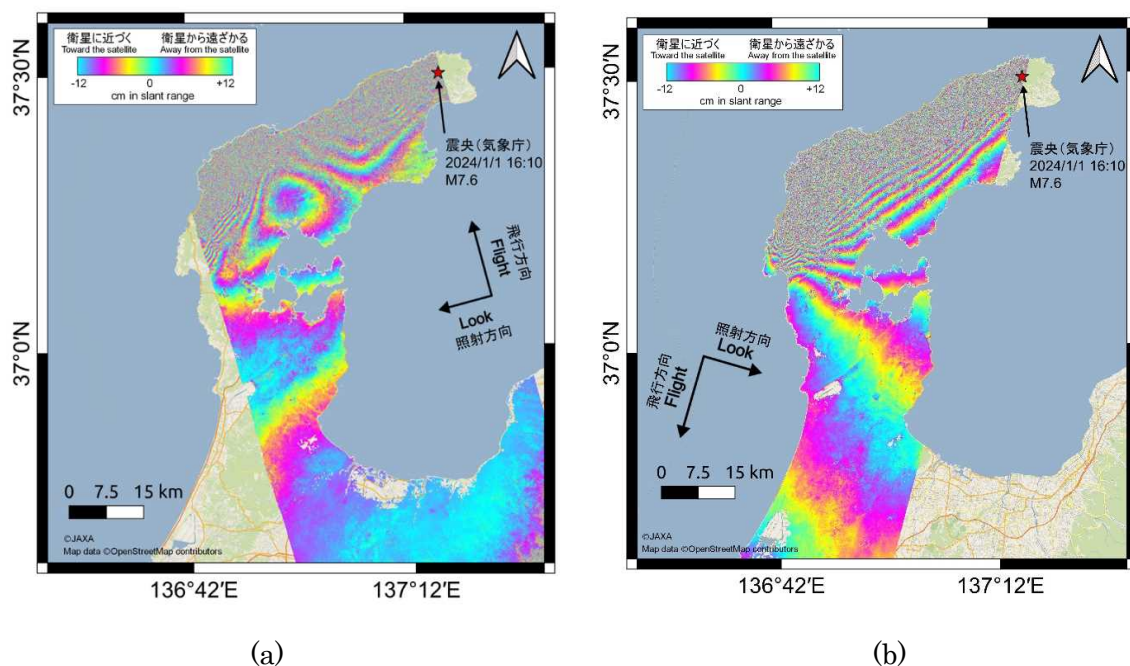 衛星に近づく 衛星から遠ざかる
Toward the satellite Away from the satellite
-12 0 +12
cm in slant range
37°30′N
37°0′N
震央（気象庁）
2024/1/1 16:10
M7.6
飛行方向
Flight
Look
照射方向
0 7.5 15 km
©JAXA
Map data ©OpenStreetMap contributors
136°42′E 137°12′E
(a)
衛星に近づく 衛星から遠ざかる
Toward the satellite Away from the satellite
-12 0 +12
cm in slant range
37°30′N
37°0′N
震央（気象庁）
2024/1/1 16:10
M7.6
照射方向
Look
飛行方向
Flight
0 7.5 15 km
©JAXA
Map data ©OpenStreetMap contributors
136°42′E 137°12′E
(b)